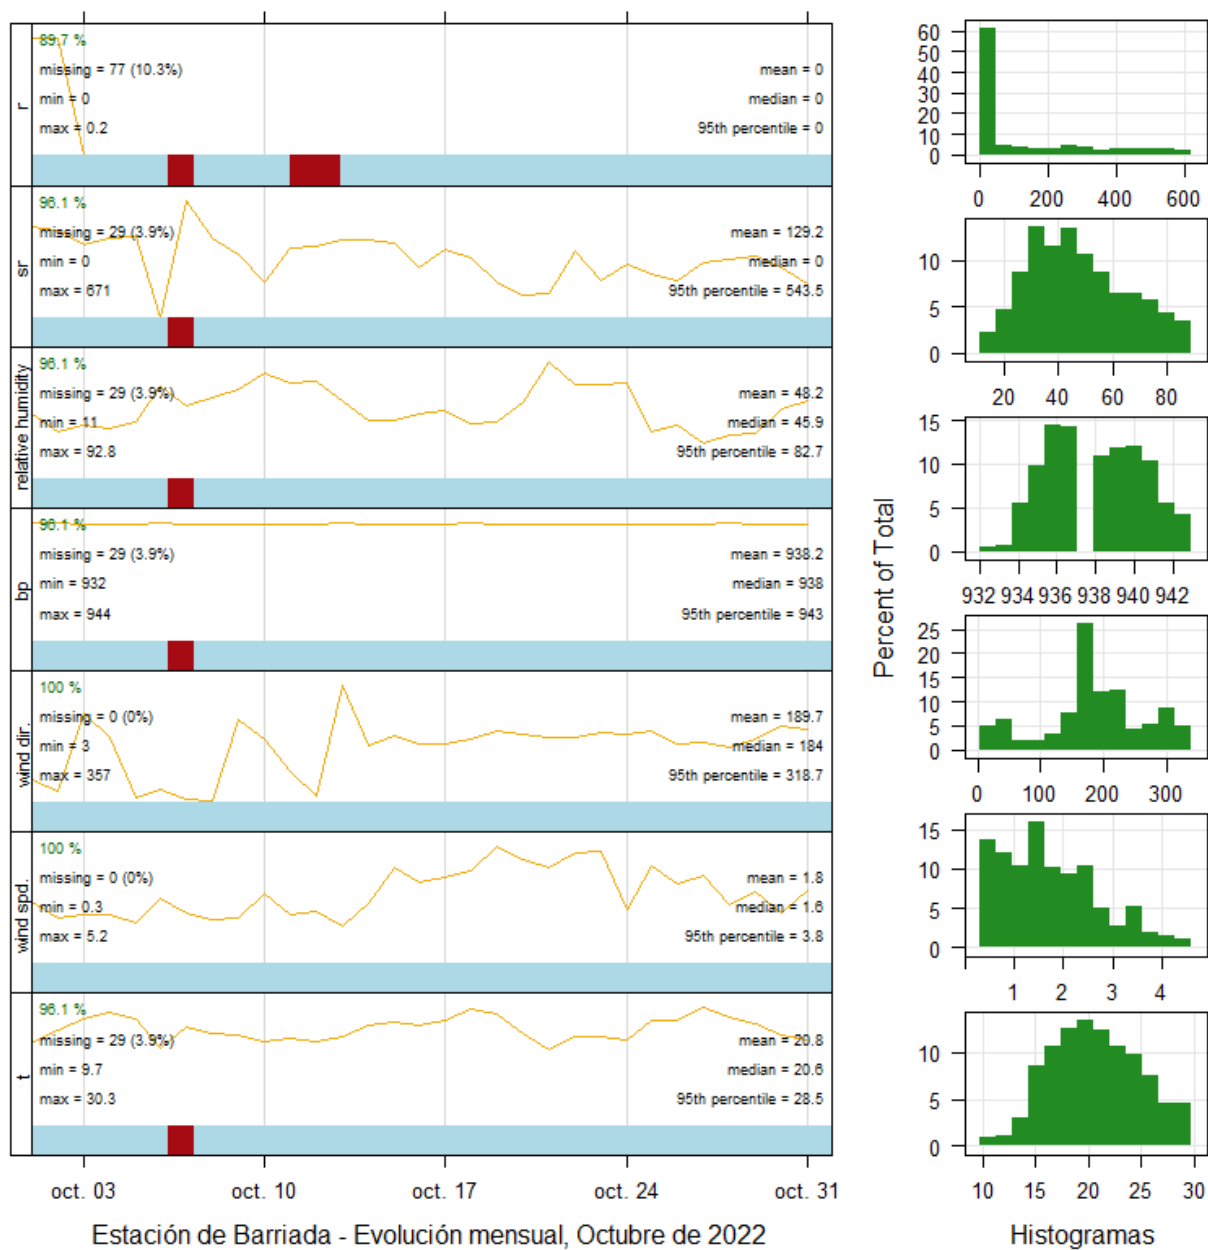 r
89.7 %
missing = 77 (10.3%)
min = 0
max = 0.2
mean = 0
median = 0
95th percentile = 0
sr
96.1 %
missing = 29 (3.9%)
min = 0
max = 671
mean = 129.2
median = 0
95th percentile = 543.5
relative humidity
96.1 %
missing = 29 (3.9%)
min = 11
max = 92.8
mean = 48.2
median = 45.9
95th percentile = 82.7
bp
96.1 %
missing = 29 (3.9%)
min = 932
max = 944
mean = 938.2
median = 938
95th percentile = 943
wind dir.
100 %
missing = 0 (0%)
min = 3
max = 357
mean = 189.7
median = 184
95th percentile = 318.7
wind spd.
100 %
missing = 0 (0%)
min = 0.3
max = 5.2
mean = 1.8
median = 1.6
95th percentile = 3.8
t
96.1 %
missing = 29 (3.9%)
min = 9.7
max = 30.3
mean = 20.8
median = 20.6
95th percentile = 28.5
oct. 03 oct. 10 oct. 17 oct. 24 oct. 31
Estación de Barriada - Evolución mensual, Octubre de 2022
Percent of Total
60
50
40
30
20
10
0
0 200 400 600
10
5
0
20 40 60 80
15
10
5
0
932 934 936 938 940 942
25
20
15
10
5
0
0 100 200 300
15
10
5
0
1 2 3 4
10
5
0
10 15 20 25 30
Histogramas